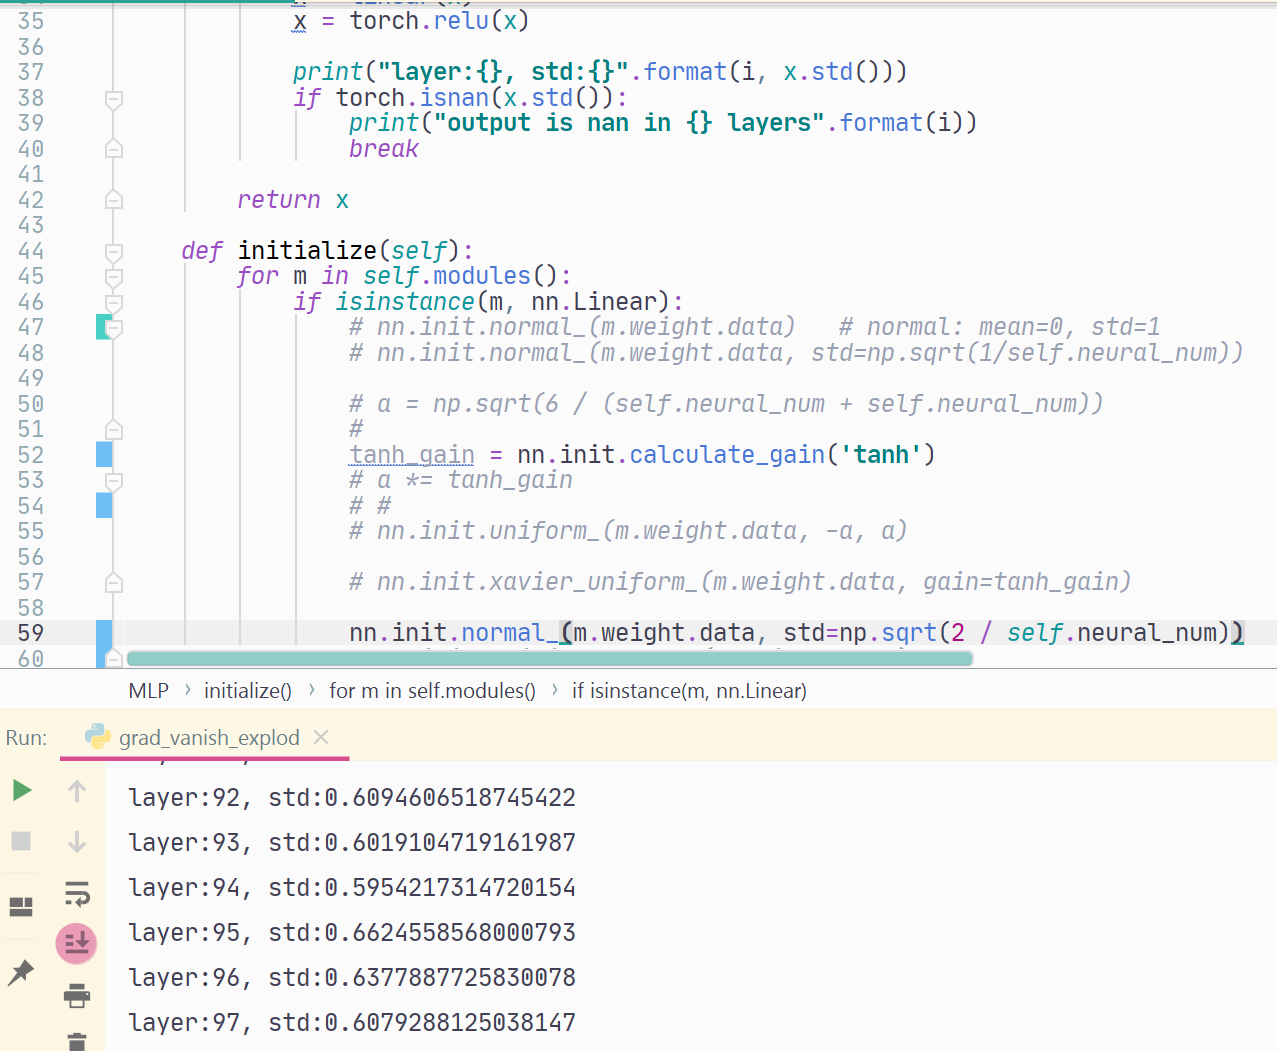 35 x = torch.relu(x)
36
37 print("layer:{}, std:{}".format(i, x.std()))
38 if torch.isnan(x.std()):
39 print("output is nan in {} layers".format(i))
40 break
41
42 return x
43
44 def initialize(self):
45 for m in self.modules():
46 if isinstance(m, nn.Linear):
47 # nn.init.normal_(m.weight.data)   # normal: mean=0, std=1
48 # nn.init.normal_(m.weight.data, std=np.sqrt(1/self.neural_num))
49
50 # a = np.sqrt(6 / (self.neural_num + self.neural_num))
51 #
52 tanh_gain = nn.init.calculate_gain('tanh')
53 # a *= tanh_gain
54 # #
55 # nn.init.uniform_(m.weight.data, -a, a)
56
57 # nn.init.xavier_uniform_(m.weight.data, gain=tanh_gain)
58
59 nn.init.normal_(m.weight.data, std=np.sqrt(2 / self.neural_num))
60
MLP › initialize() › for m in self.modules() › if isinstance(m, nn.Linear)
Run: grad_vanish_explod
layer:92, std:0.6094606518745422
layer:93, std:0.6019104719161987
layer:94, std:0.5954217314720154
layer:95, std:0.6624558568000793
layer:96, std:0.6377887725830078
layer:97, std:0.6079288125038147